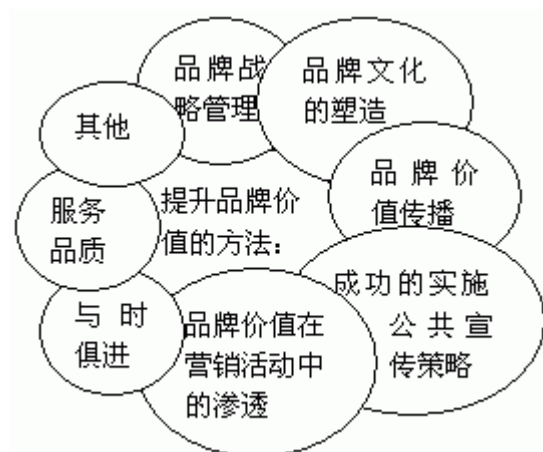 品牌战
略管理
品牌文化
的塑造
其他
品牌价
值传播
服务
品质
提升品牌价
值的方法：
成功的实施
公共宣
传策略
与时
俱进
品牌价值在
营销活动中
的渗透